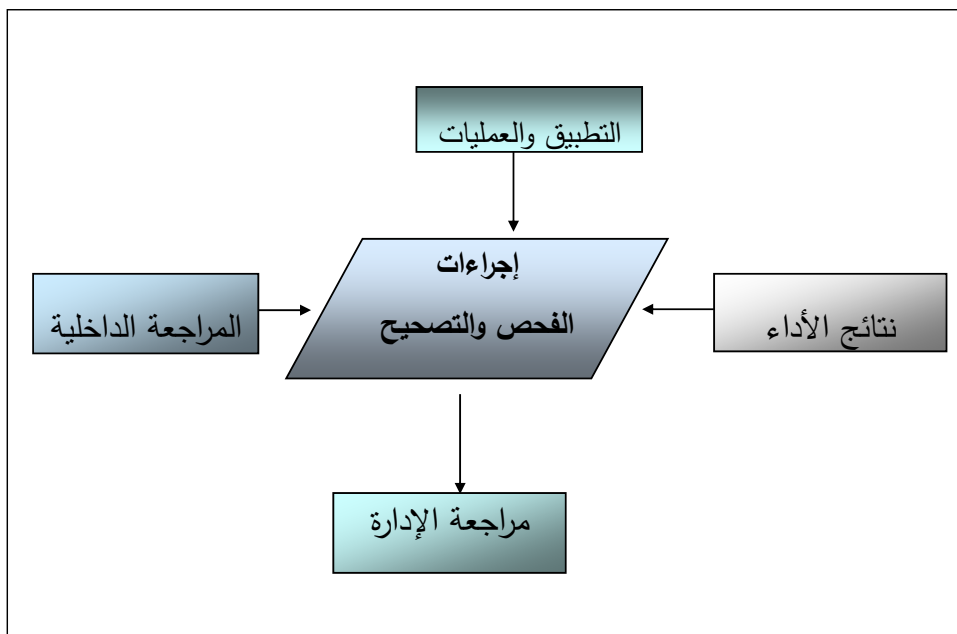 التطبيق والعمليات
إجراءات
الفحص والتصحيح
نتائج الأداء
المراجعة الداخلية
مراجعة الإدارة